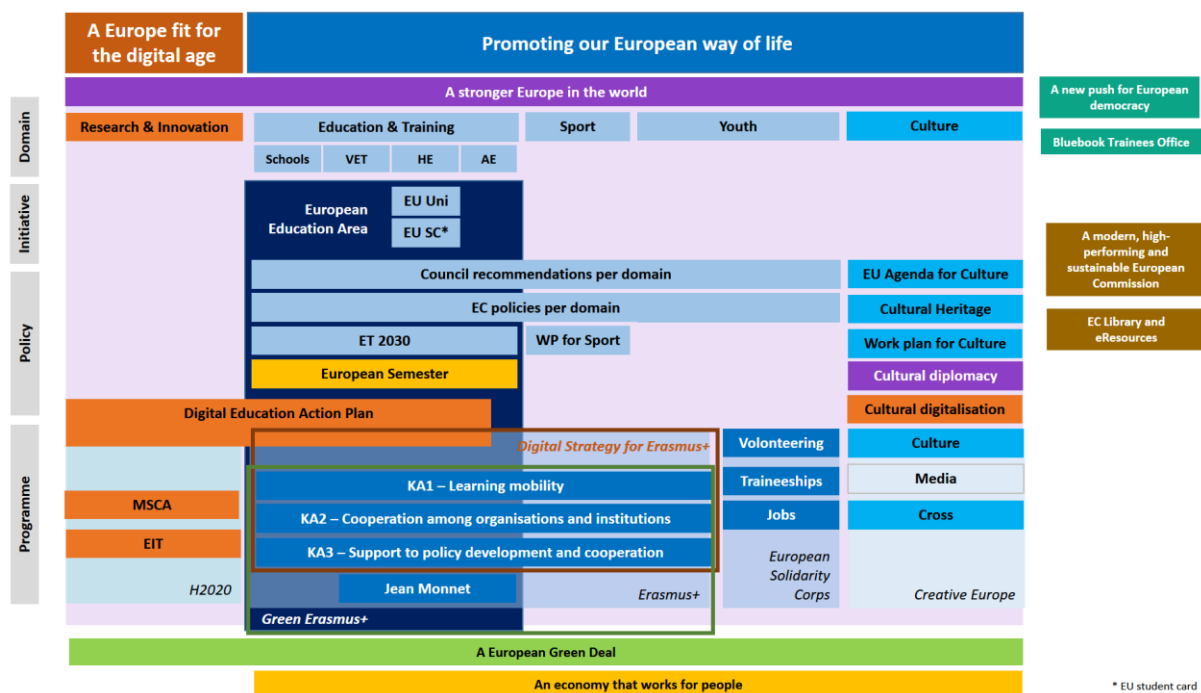 A Europe fit for
the digital age
Promoting our European way of life
A stronger Europe in the world
A new push for European
democracy
Bluebook Trainees Office
Domain
Research & Innovation
Education & Training
Sport
Youth
Culture
Schools
VET
HE
AE
Initiative
European
Education Area
EU Uni
EU SC*
A modern, high-
performing and
sustainable European
Commission
EC Library and
eResources
Policy
Council recommendations per domain
EU Agenda for Culture
EC policies per domain
Cultural Heritage
ET 2030
WP for Sport
Work plan for Culture
European Semester
Cultural diplomacy
Digital Education Action Plan
Cultural digitalisation
Programme
Digital Strategy for Erasmus+
Volunteering
Culture
KA1 – Learning mobility
Traineeships
Media
MSCA
KA2 – Cooperation among organisations and institutions
Jobs
Cross
EIT
KA3 – Support to policy development and cooperation
European
Solidarity
Corps
H2020
Jean Monnet
Erasmus+
Creative Europe
Green Erasmus+
A European Green Deal
An economy that works for people
* EU student card